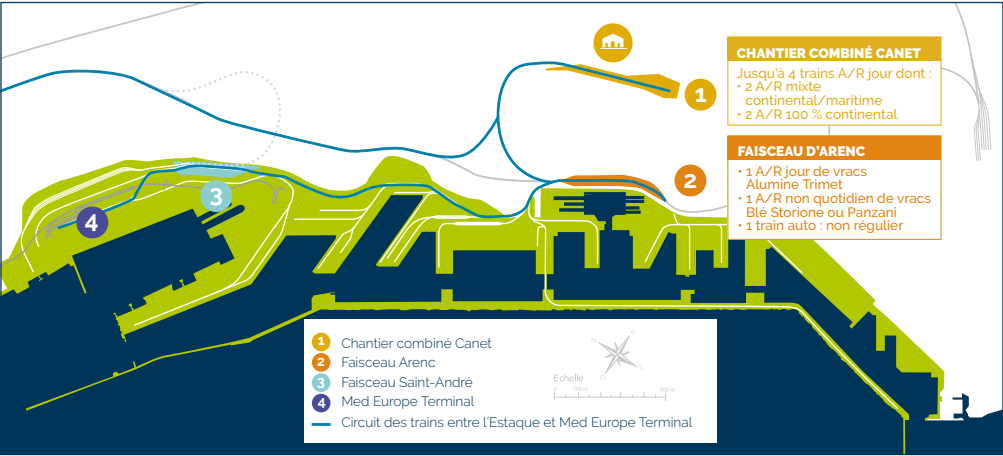 CHANTIER COMBINÉ CANET
Jusqu'à 4 trains A/R jour dont :
• 2 A/R mixte
continental/maritime
• 2 A/R 100 % continental
1
FAISCEAU D'ARENC
• 1 A/R jour de vracs
Alumine Trimet
• 1 A/R non quotidien de vracs
Blé Storione ou Panzani
• 1 train auto : non régulier
2
3
4
1 Chantier combiné Canet
2 Faisceau Arenc
3 Faisceau Saint-André
4 Med Europe Terminal
Circuit des trains entre l'Estaque et Med Europe Terminal
N
E
S
O
Echelle
0 100 m 500 m